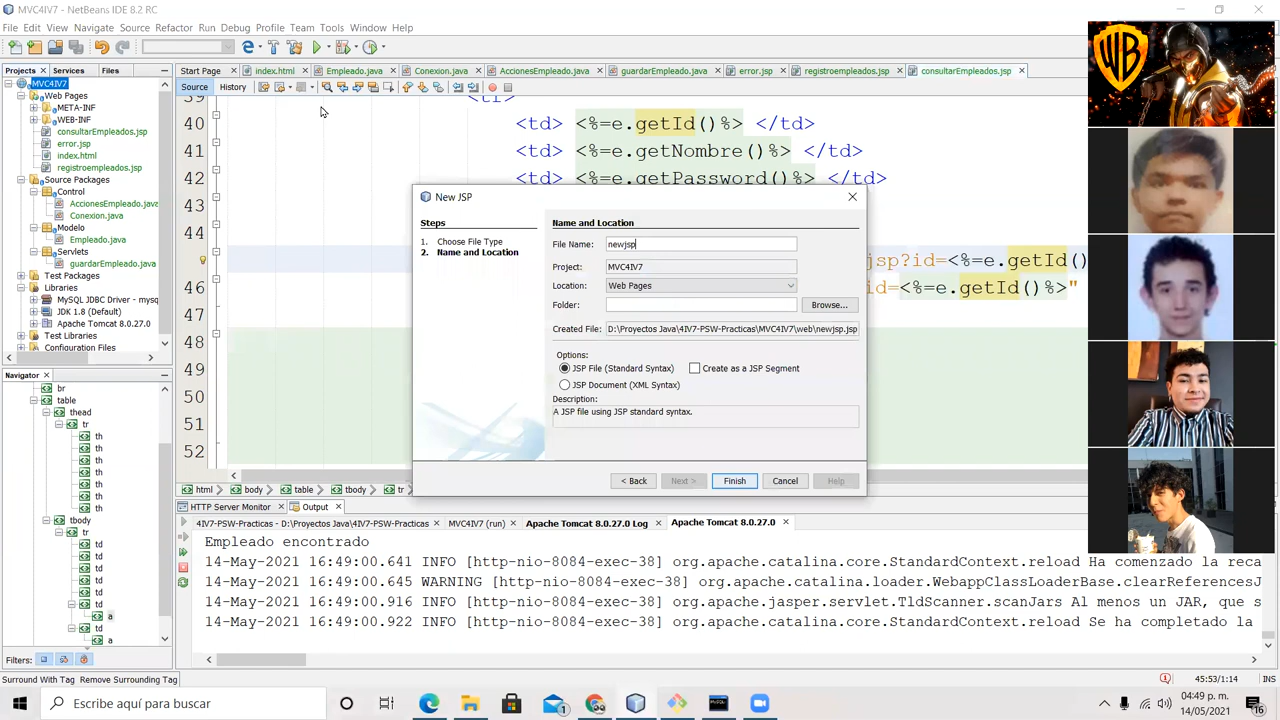 MVC4IV7 - NetBeans IDE 8.2 RC
File Edit View Navigate Source Refactor Run Debug Profile Team Tools Window Help
Projects Services Files
Start Page index.html Empleado.java Conexion.java AccionesEmpleado.java guardarEmpleado.java error.jsp registroempleados.jsp consultarEmpleados.jsp
Source History
MVC4IV7
Web Pages
META-INF
WEB-INF
consultarEmpleados.jsp
error.jsp
index.html
registroempleados.jsp
Source Packages
Control
AccionesEmpleado.java
Conexion.java
Modelo
Empleado.java
Servlets
guardarEmpleado.java
Test Packages
Libraries
MySQL JDBC Driver - mysq
JDK 1.8 (Default)
Apache Tomcat 8.0.27.0
Test Libraries
Configuration Files
Navigator
br
table
thead
tr
th
th
th
th
th
th
th
tbody
tr
td
td
td
td
td
td
a
td
a
Filters:
39 <tr>
40 <td> <%=e.getId()%> </td>
41 <td> <%=e.getNombre()%> </td>
42 <td> <%=e.getPassword()%> </td>
43
44
jsp?id=<%=e.getId()
id=<%=e.getId()%>"
47
48
49
50
51
52
New JSP
Steps
1. Choose File Type
2. Name and Location
Name and Location
File Name: newjsp
Project: MVC4IV7
Location: Web Pages
Folder: Browse...
Created File: D:\Proyectos Java\4IV7-PSW-Practicas\MVC4IV7\web\newjsp.jsp
Options:
JSP File (Standard Syntax) Create as a JSP Segment
JSP Document (XML Syntax)
Description:
A JSP file using JSP standard syntax.
< Back Next > Finish Cancel Help
html body table tbody tr
HTTP Server Monitor Output
4IV7-PSW-Practicas - D:\Proyectos Java\4IV7-PSW-Practicas MVC4IV7 (run) Apache Tomcat 8.0.27.0 Log Apache Tomcat 8.0.27.0
Empleado encontrado
14-May-2021 16:49:00.641 INFO [http-nio-8084-exec-38] org.apache.catalina.core.StandardContext.reload Ha comenzado la reca
14-May-2021 16:49:00.645 WARNING [http-nio-8084-exec-38] org.apache.catalina.loader.WebappClassLoaderBase.clearReferencesJ
14-May-2021 16:49:00.916 INFO [http-nio-8084-exec-38] org.apache.jasper.servlet.TldScanner.scanJars Al menos un JAR, que s
14-May-2021 16:49:00.922 INFO [http-nio-8084-exec-38] org.apache.catalina.core.StandardContext.reload Se ha completado la
Surround With Tag Remove Surrounding Tag
45:53/1:14 INS
Escribe aquí para buscar
04:49 p. m.
14/05/2021
16
WB